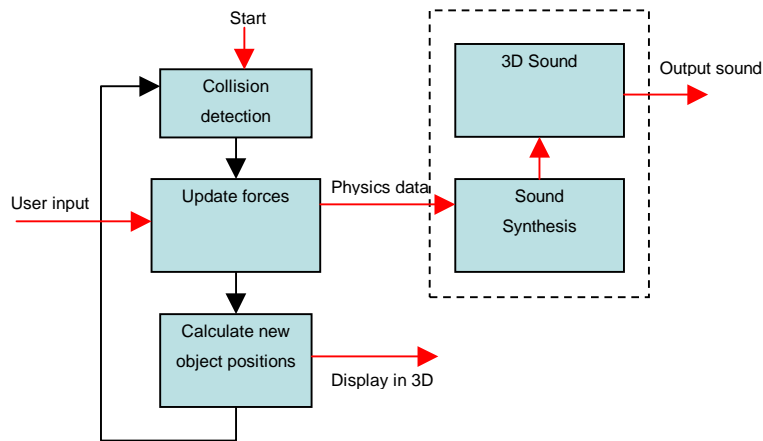 Start
Collision
detection
User input
Update forces
Physics data
Calculate new
object positions
Display in 3D
3D Sound
Output sound
Sound
Synthesis